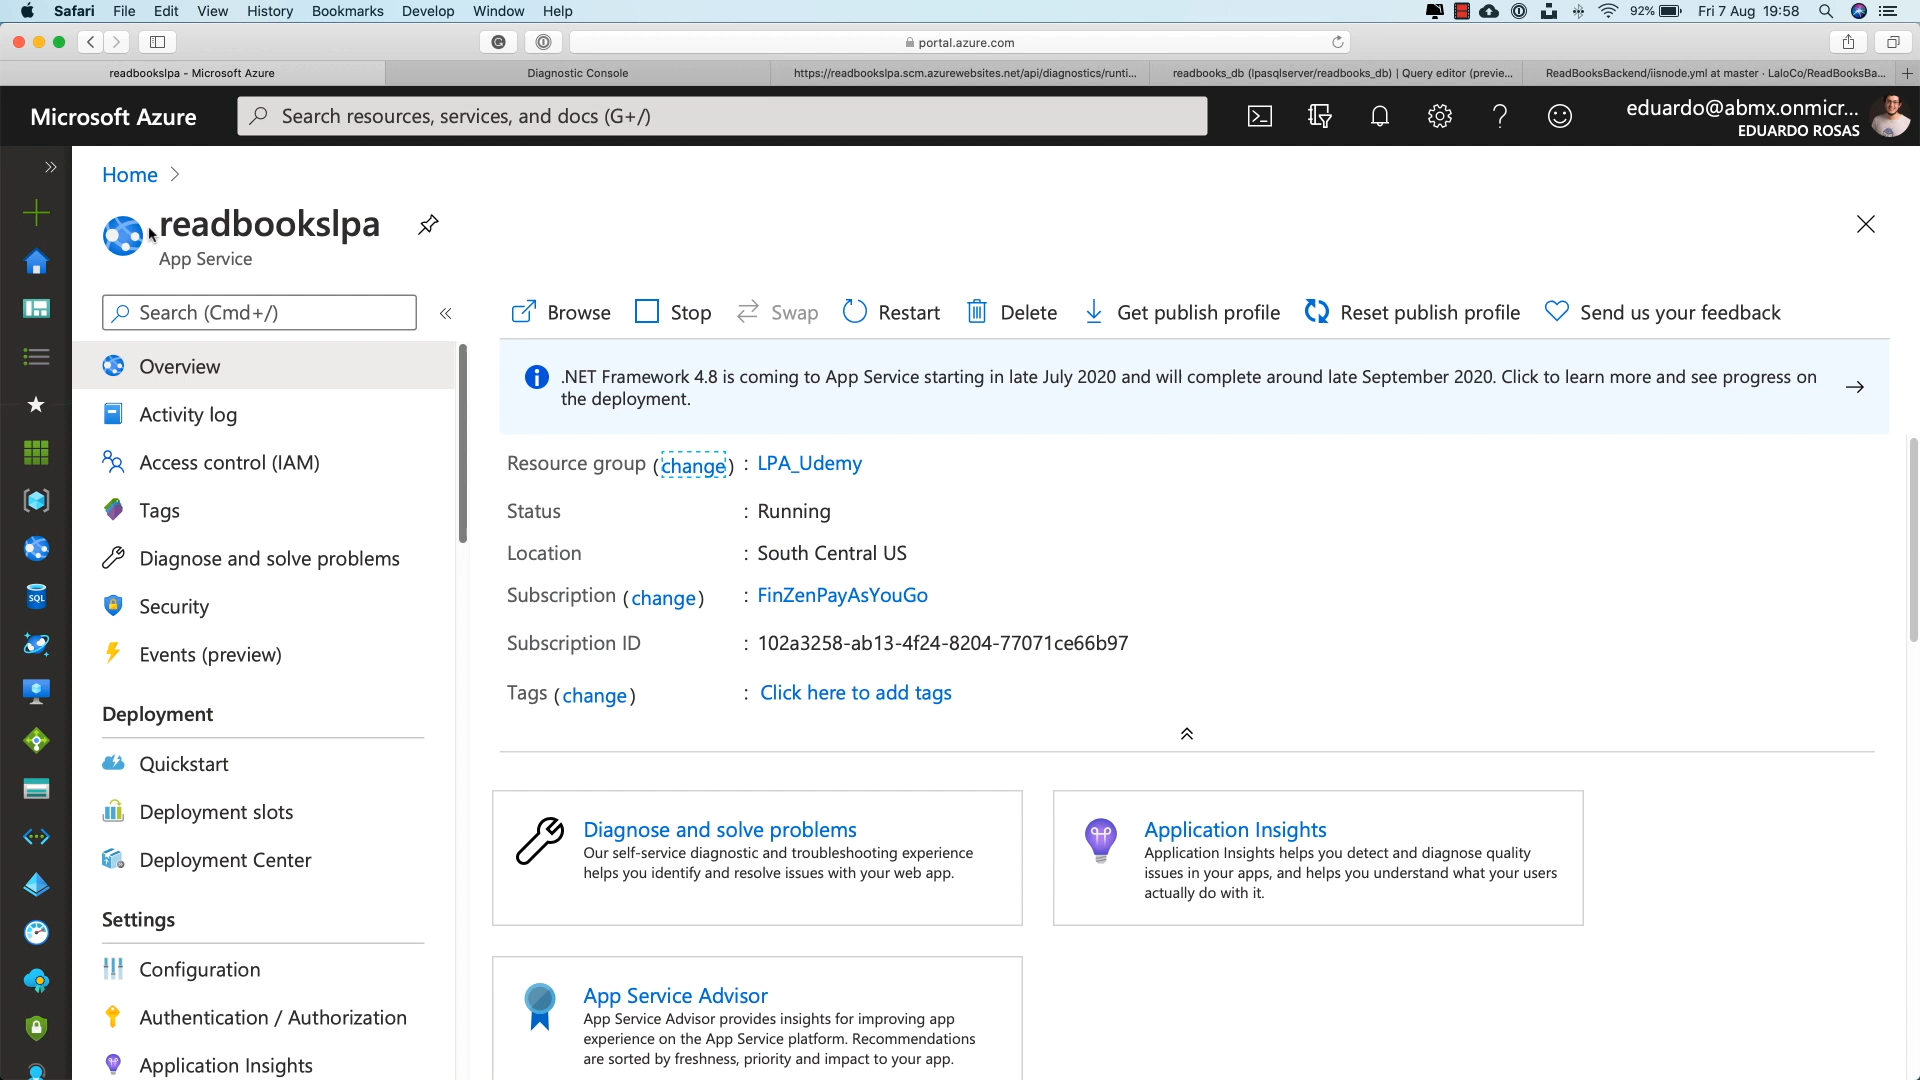 Safari File Edit View History Bookmarks Develop Window Help 92% Fri 7 Aug 19:58
portal.azure.com
readbookslpa - Microsoft Azure
Diagnostic Console
https://readbookslpa.scm.azurewebsites.net/api/diagnostics/runti...
readbooks_db (lpasqlserver/readbooks_db) | Query editor (previe...
ReadBooksBackend/iisnode.yml at master · LaloCo/ReadBooksBa...
Microsoft Azure
Search resources, services, and docs (G+/)
eduardo@abmx.onmicr...
EDUARDO ROSAS
Home
readbookslpa
App Service
Search (Cmd+/)
Overview
Activity log
Access control (IAM)
Tags
Diagnose and solve problems
Security
Events (preview)
Deployment
Quickstart
Deployment slots
Deployment Center
Settings
Configuration
Authentication / Authorization
Application Insights
Browse Stop Swap Restart Delete Get publish profile Reset publish profile Send us your feedback
.NET Framework 4.8 is coming to App Service starting in late July 2020 and will complete around late September 2020. Click to learn more and see progress on
the deployment.
Resource group (change) : LPA_Udemy
Status : Running
Location : South Central US
Subscription (change) : FinZenPayAsYouGo
Subscription ID : 102a3258-ab13-4f24-8204-77071ce66b97
Tags (change) : Click here to add tags
Diagnose and solve problems
Our self-service diagnostic and troubleshooting experience
helps you identify and resolve issues with your web app.
Application Insights
Application Insights helps you detect and diagnose quality
issues in your apps, and helps you understand what your users
actually do with it.
App Service Advisor
App Service Advisor provides insights for improving app
experience on the App Service platform. Recommendations
are sorted by freshness, priority and impact to your app.